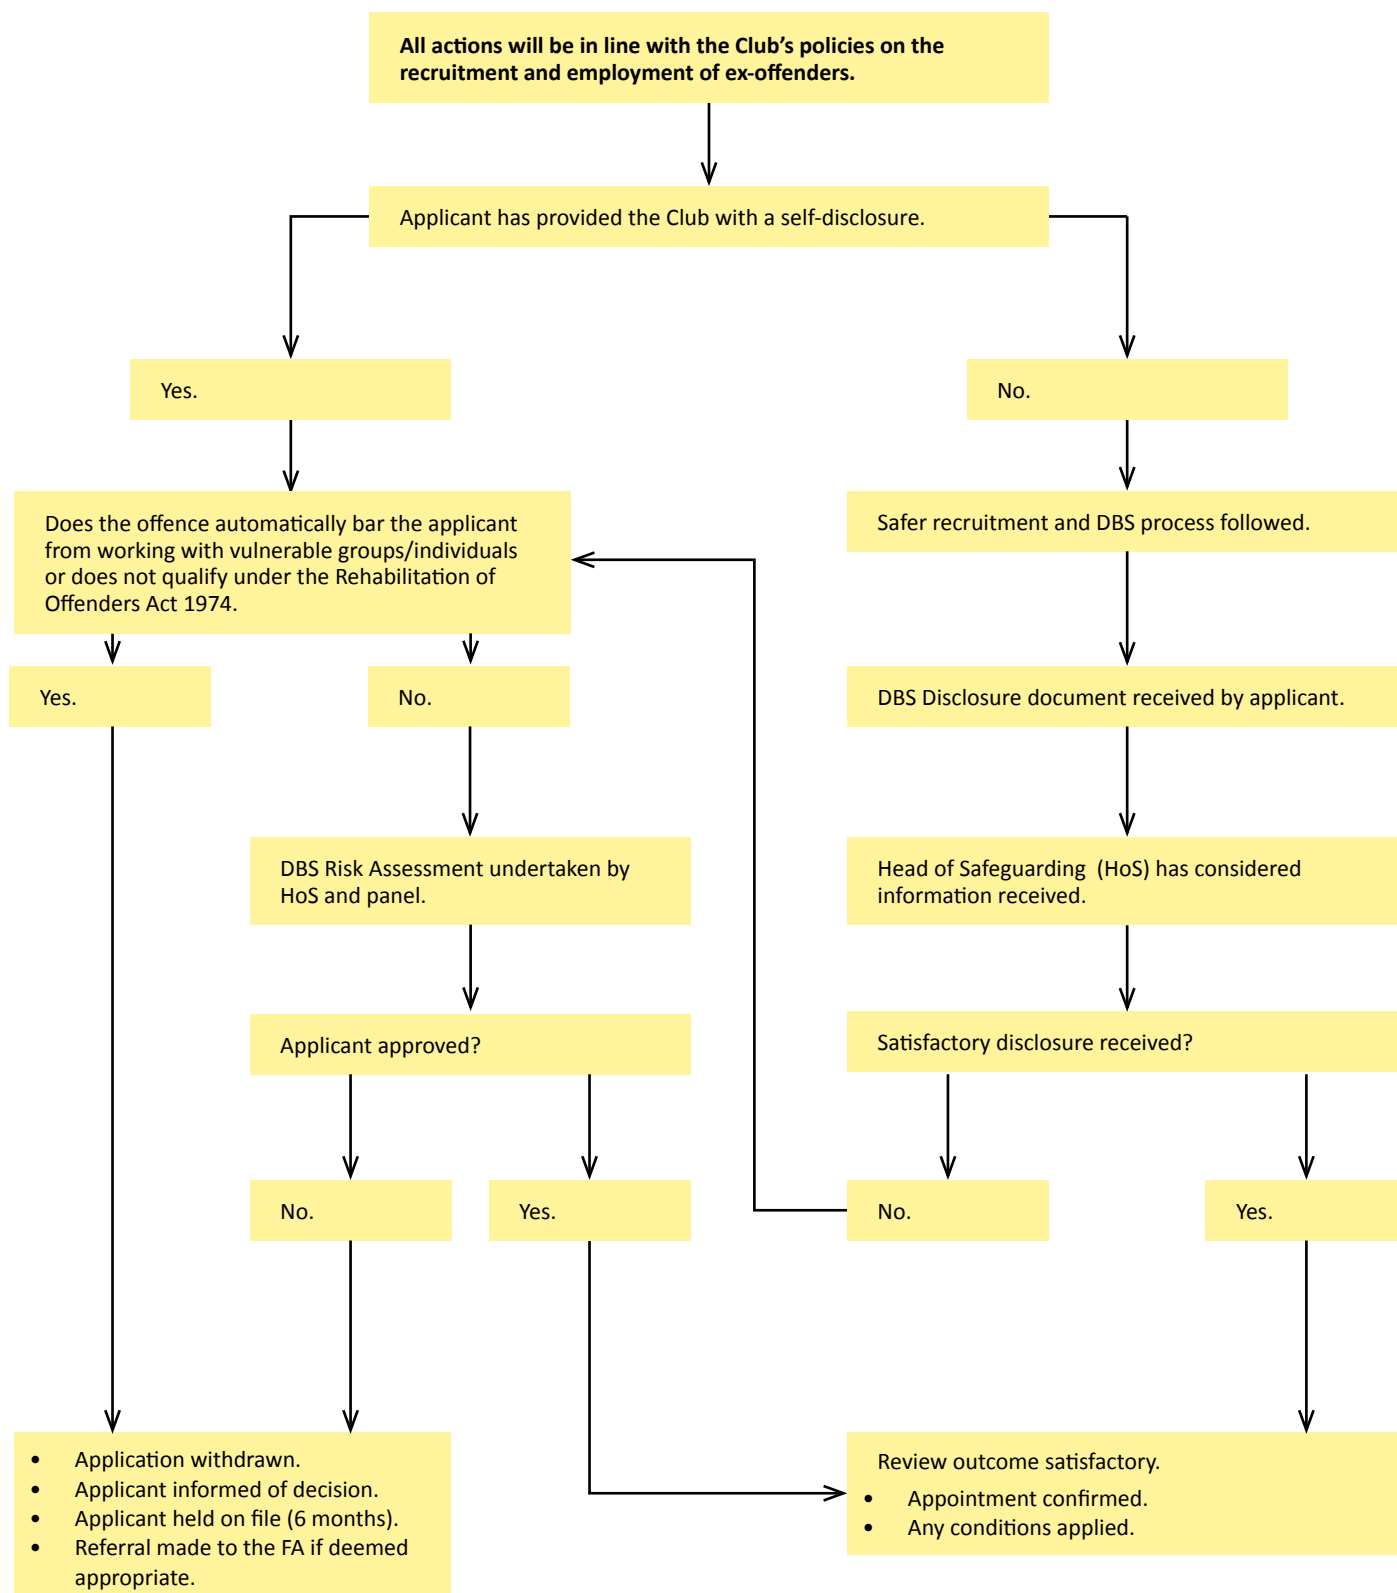 All actions will be in line with the Club's policies on the
recruitment and employment of ex-offenders.
Applicant has provided the Club with a self-disclosure.
Yes.
No.
Does the offence automatically bar the applicant
from working with vulnerable groups/individuals
or does not qualify under the Rehabilitation of
Offenders Act 1974.
Safer recruitment and DBS process followed.
Yes.
No.
DBS Disclosure document received by applicant.
DBS Risk Assessment undertaken by
HoS and panel.
Head of Safeguarding  (HoS) has considered
information received.
Applicant approved?
Satisfactory disclosure received?
No.
Yes.
No.
Yes.
• Application withdrawn.
• Applicant informed of decision.
• Applicant held on file (6 months).
• Referral made to the FA if deemed
appropriate.
Review outcome satisfactory.
• Appointment confirmed.
• Any conditions applied.